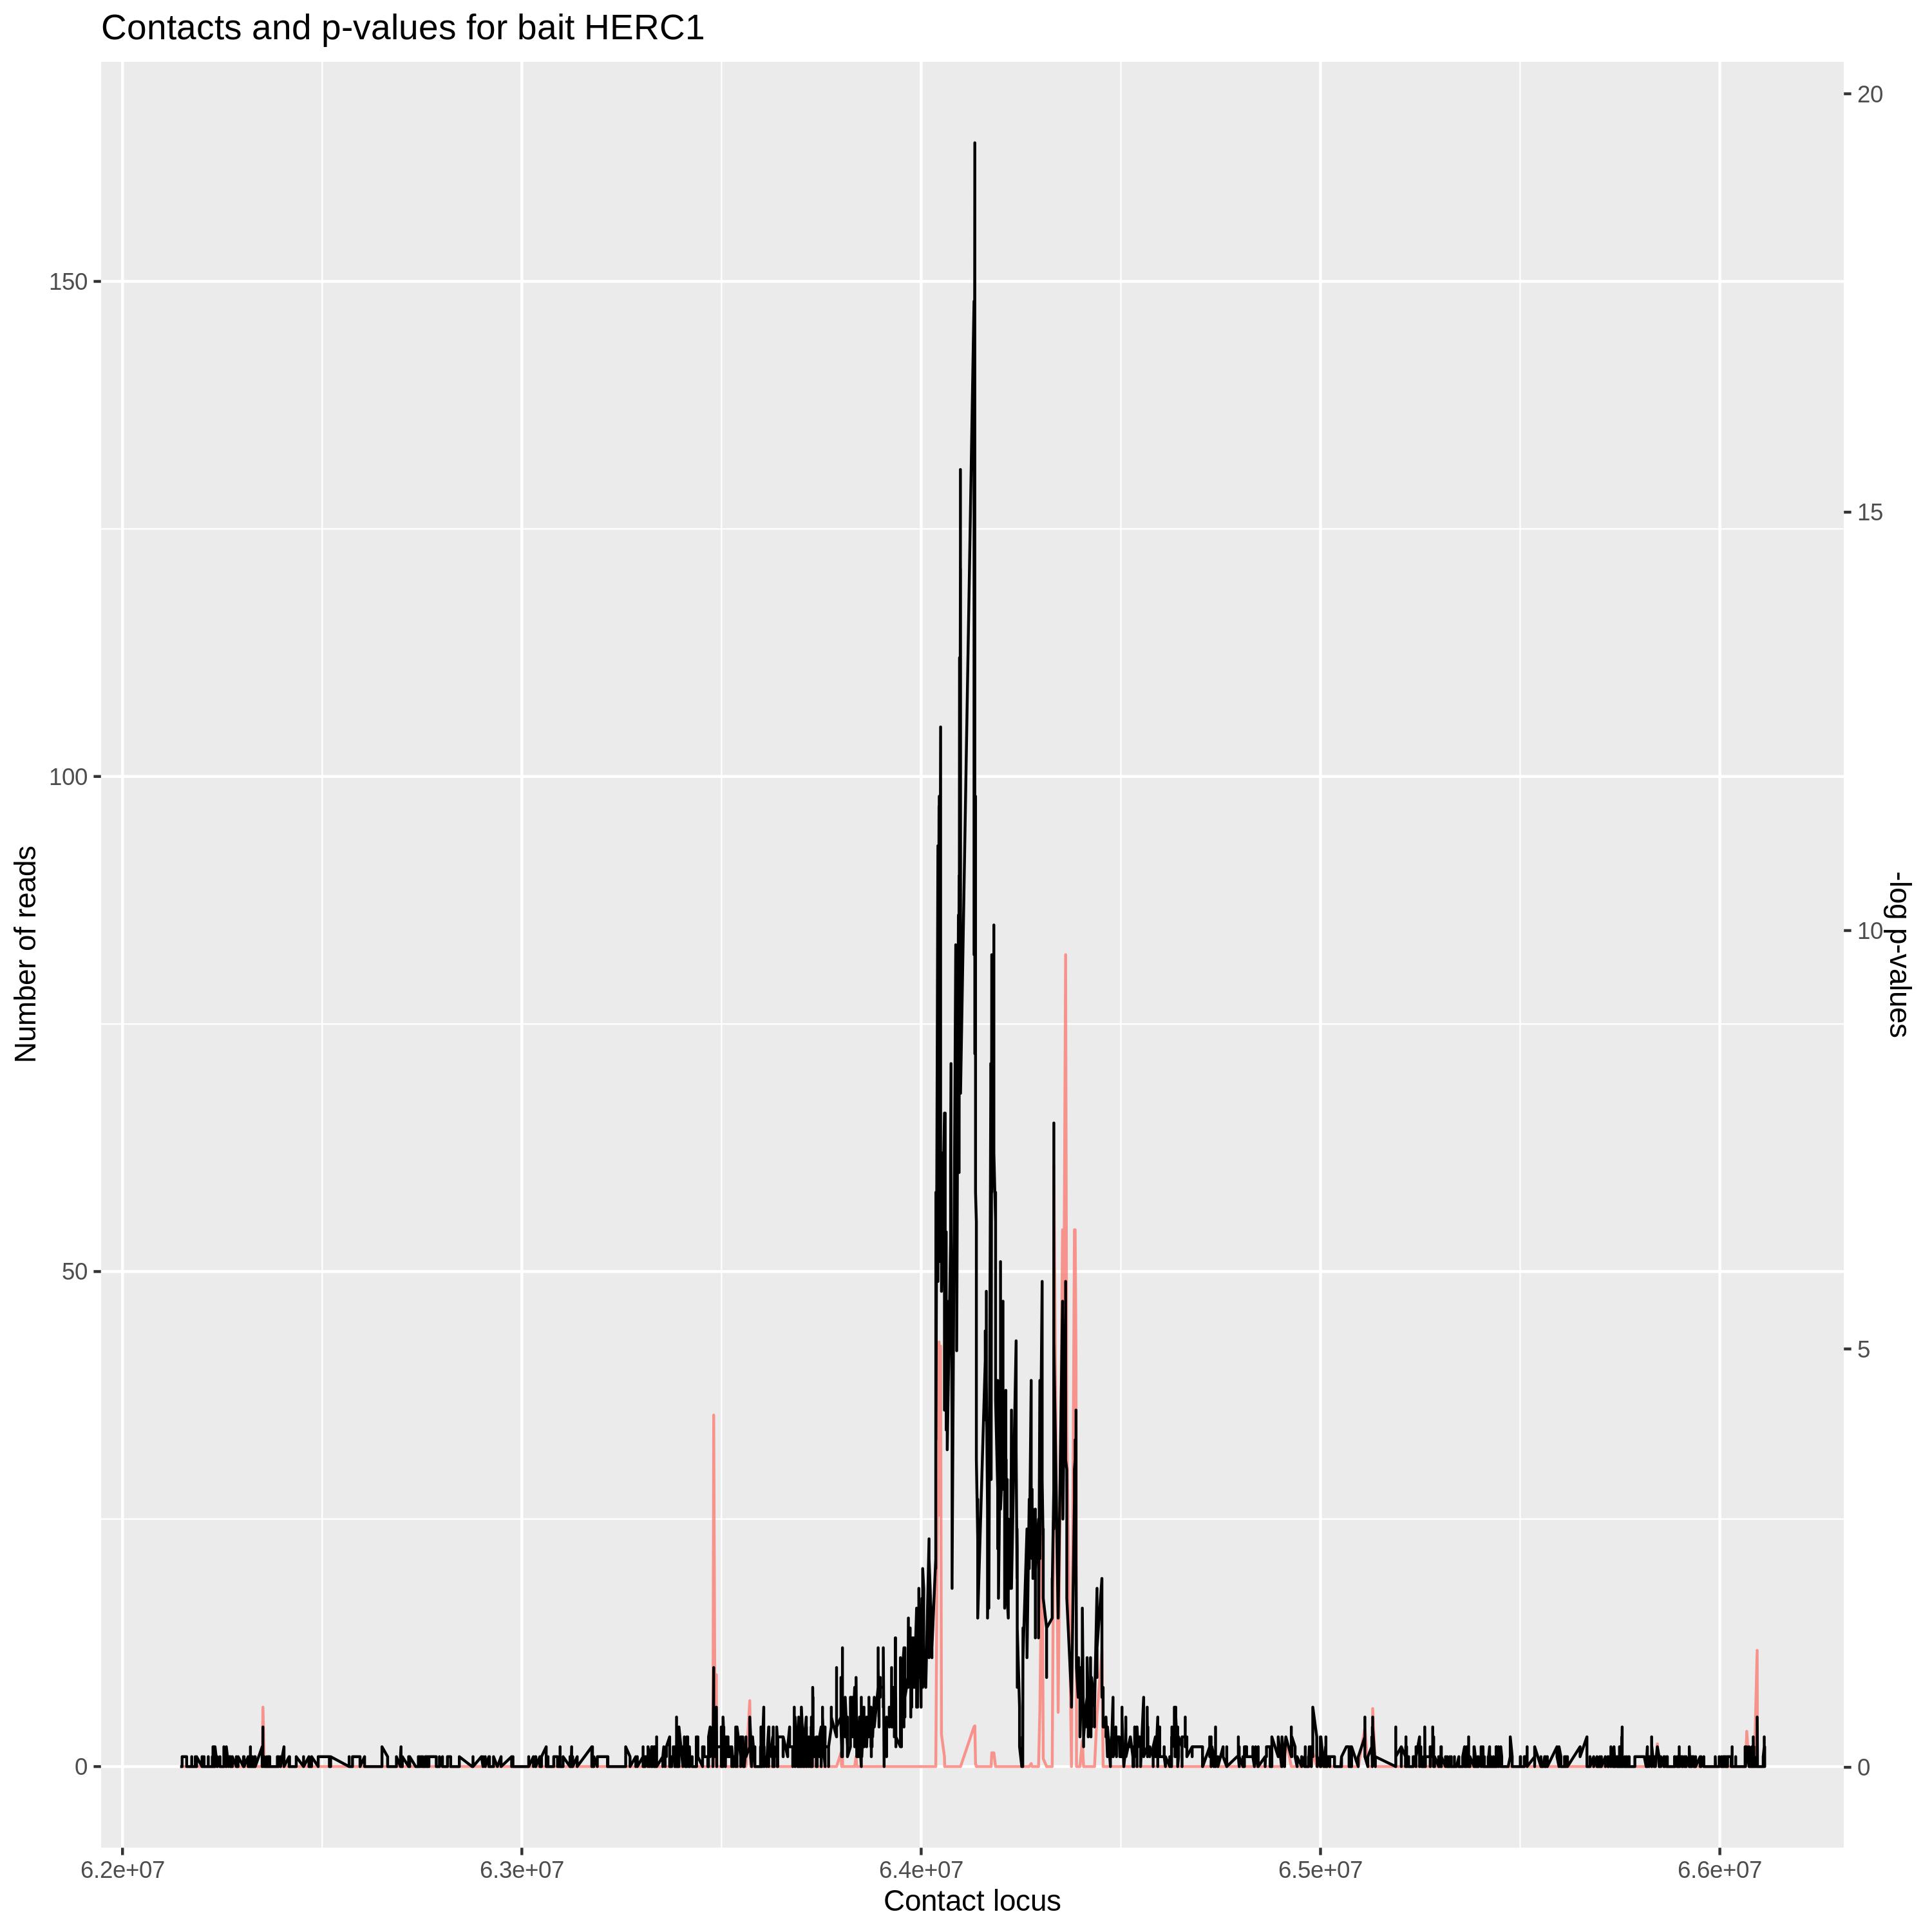 Contacts and p-values for bait HERC1
Number of reads
150
100
50
0
20
15
10
5
0
-log p-values
6.2e+07
6.3e+07
6.4e+07
6.5e+07
6.6e+07
Contact locus